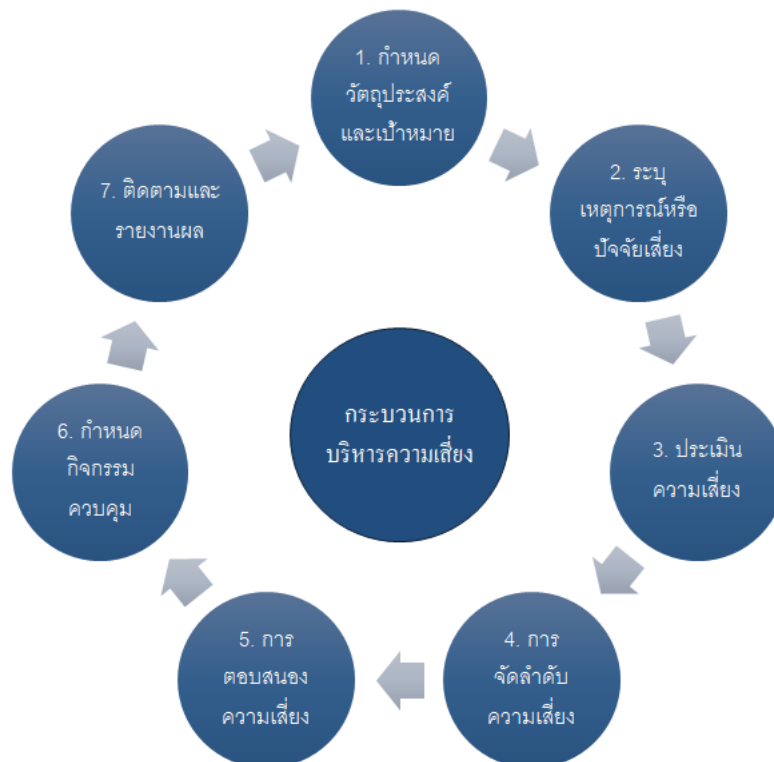 1. กำหนด
วัตถุประสงค์
และเป้าหมาย
2. ระบุ
เหตุการณ์หรือ
ปัจจัยเสี่ยง
3. ประเมิน
ความเสี่ยง
4. การ
จัดลำดับ
ความเสี่ยง
5. การ
ตอบสนอง
ความเสี่ยง
6. กำหนด
กิจกรรม
ควบคุม
7. ติดตามและ
รายงานผล
กระบวนการ
บริหารความเสี่ยง